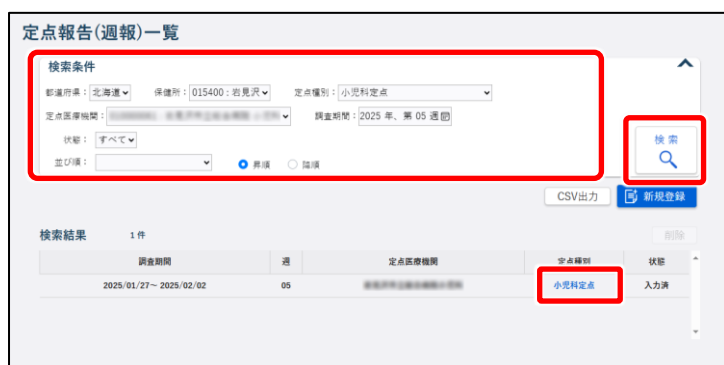 定点報告(週報)一覧
検索条件
都道府県：北海道 保健所：015400：岩見沢 定点種別：小児科定点
定点医療機関： 調査期間：2025 年、第 05 週
状態：すべて
並び順： 昇順 降順
検索
CSV出力 新規登録
検索結果 1 件 削除
調査期間 週 定点医療機関 定点種別 状態
2025/01/27～ 2025/02/02 05 小児科定点 入力済